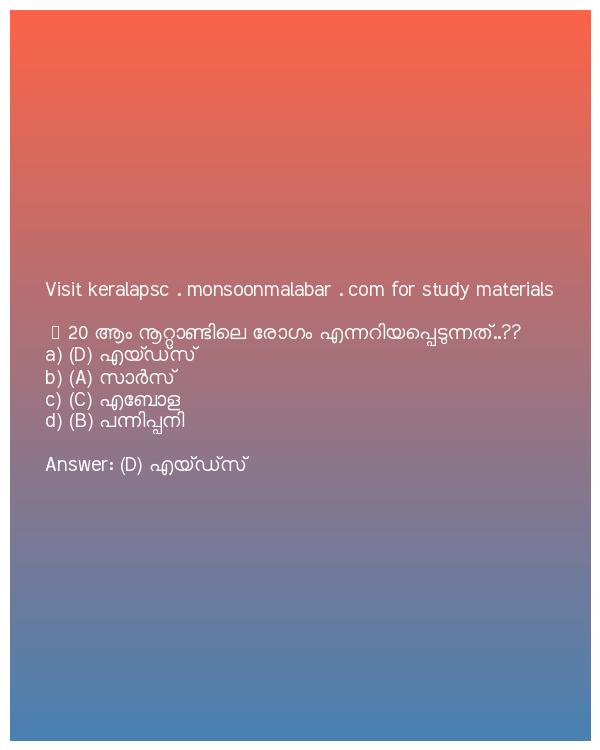 Visit keralapsc . monsoonmalabar . com for study materials
20 ആം നൂറ്റാണ്ടിലെ രോഗം എന്നറിയപ്പെടുന്നത്..??
a) (D) എയ്ഡ്സ്
b) (A) സാർസ്
c) (C) എബോള
d) (B) പന്നിപ്പനി
Answer: (D) എയ്ഡ്സ്